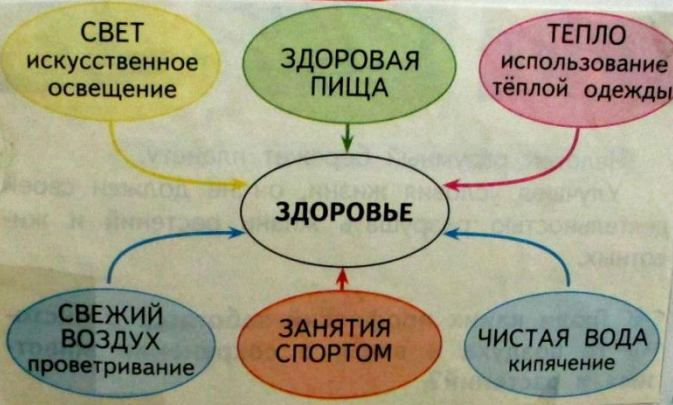 СВЕТ
искусственное
освещение
ЗДОРОВАЯ
ПИЩА
ТЕПЛО
использование
тёплой одежды
ЗДОРОВЬЕ
СВЕЖИЙ
ВОЗДУХ
проветривание
ЗАНЯТИЯ
СПОРТОМ
ЧИСТАЯ ВОДА
кипячение